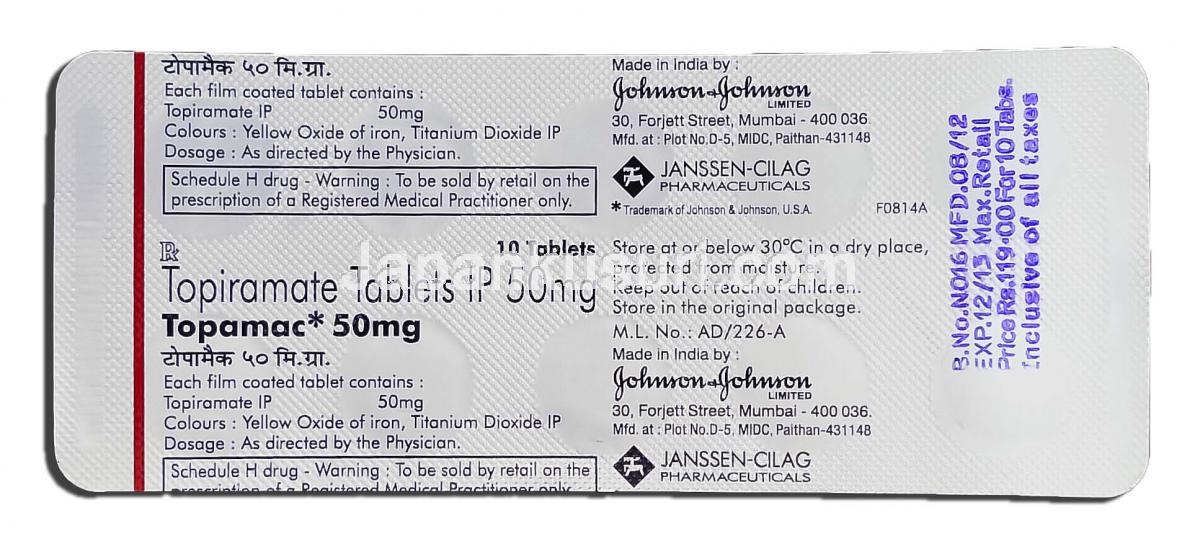 टोपामैक ५० मि.ग्रा.
Each film coated tablet contains :
Topiramate IP 50mg
Colours : Yellow Oxide of iron, Titanium Dioxide IP
Dosage : As directed by the Physician.
Schedule H drug - Warning : To be sold by retail on the
prescription of a Registered Medical Practitioner only.
Rx
10 Tablets
Topiramate Tablets IP 50mg
Topamac* 50mg
टोपामैक ५० मि.ग्रा.
Each film coated tablet contains :
Topiramate IP 50mg
Colours : Yellow Oxide of iron, Titanium Dioxide IP
Dosage : As directed by the Physician.
Schedule H drug - Warning : To be sold by retail on the
prescription of a Registered Medical Practitioner only.
Made in India by :
Johnson & Johnson
LIMITED
30, Forjett Street, Mumbai - 400 036.
Mfd. at : Plot No.D-5, MIDC, Paithan-431148
JANSSEN-CILAG
PHARMACEUTICALS
*Trademark of Johnson & Johnson, U.S.A. F0814A
Store at or below 30°C in a dry place,
protected from moisture.
Keep out of reach of children.
Store in the original package.
M.L. No.: AD/226-A
Made in India by :
Johnson & Johnson
LIMITED
30, Forjett Street, Mumbai - 400 036.
Mfd. at : Plot No.D-5, MIDC, Paithan-431148
JANSSEN-CILAG
PHARMACEUTICALS
B.No.N016 MFD.08/12
EXP.12/13 Max.Retail
Price Rs.119.00 For 10 Tabs.
Inclusive of all taxes
Japankusuri.com